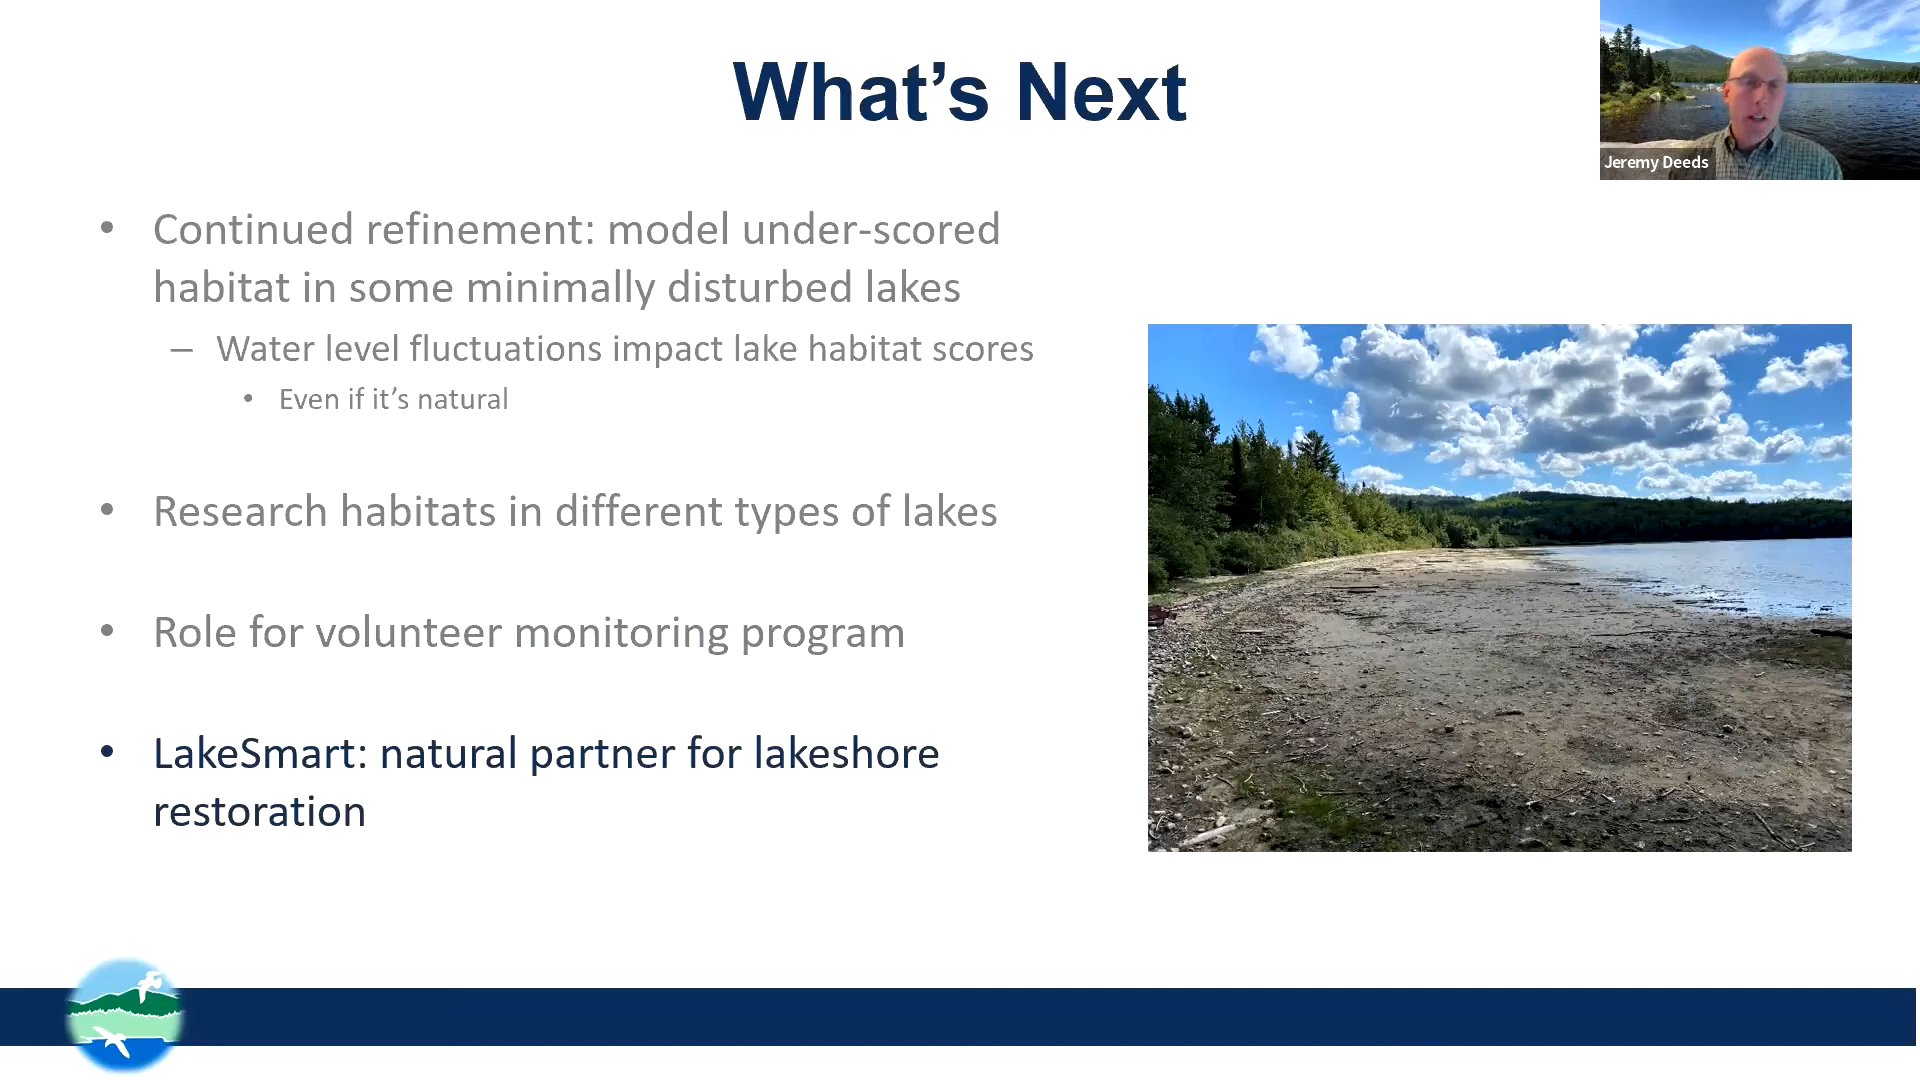 What’s Next
Jeremy Deeds
• Continued refinement: model under-scored
habitat in some minimally disturbed lakes
– Water level fluctuations impact lake habitat scores
• Even if it’s natural
• Research habitats in different types of lakes
• Role for volunteer monitoring program
• LakeSmart: natural partner for lakeshore
restoration